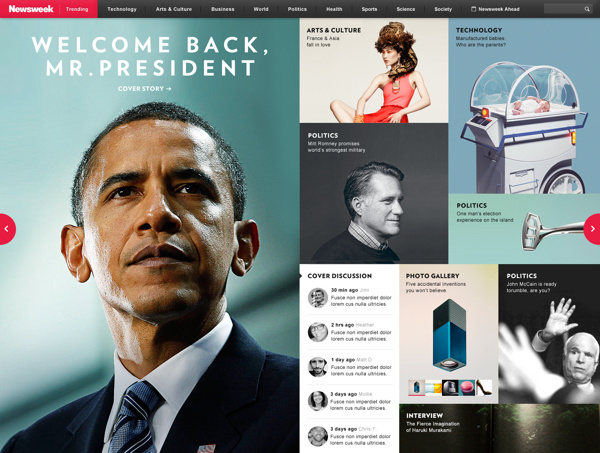 Newsweek
Trending
Technology
Arts & Culture
Business
World
Politics
Health
Sports
Science
Society
Newsweek Ahead
WELCOME BACK,
MR.PRESIDENT
COVER STORY →
ARTS & CULTURE
France & Asia
fall in love
TECHNOLOGY
Manufactured babies
Who are the parents?
POLITICS
Mitt Romney promises
world's strongest military
POLITICS
One man's election
experience on the island
COVER DISCUSSION
30 min ago Jimi
Fusce non imperdiet dolor
lorem cus nulla ultricies.
2 hrs ago Heather
Fusce non imperdiet dolor
lorem cus nulla ultricies.
1 day ago Matt D
Fusce non imperdiet dolor
lorem cus nulla ultricies.
3 days ago Mattie
Fusce non imperdiet dolor
lorem cus nulla ultricies.
3 days ago Chris T.
Fusce non imperdiet dolor
lorem cus nulla ultricies.
PHOTO GALLERY
Five accidental inventions
you won't believe
POLITICS
John McCain is ready
torumble, are you?
INTERVIEW
The Fierce Imagination
of Haruki Murakami